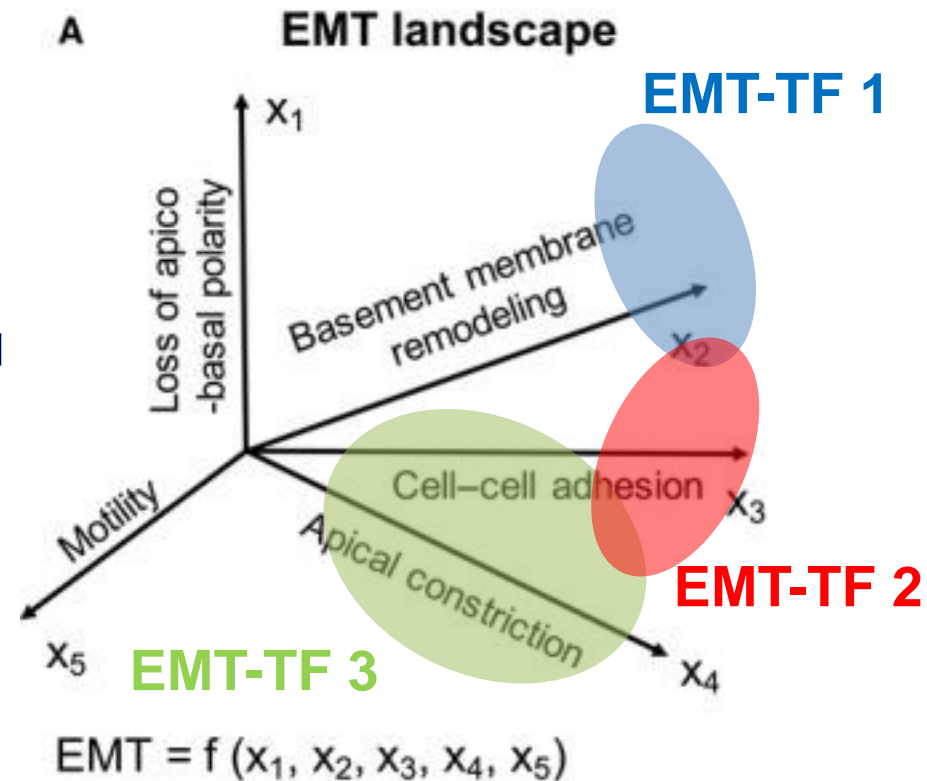 A
EMT landscape
EMT-TF 1
x₁
Loss of apico
-basal polarity
Basement membrane
remodeling
x₂
Cell–cell adhesion
x₃
Motility
Apical constriction
EMT-TF 2
x₅
EMT-TF 3
x₄
EMT = f (x₁, x₂, x₃, x₄, x₅)